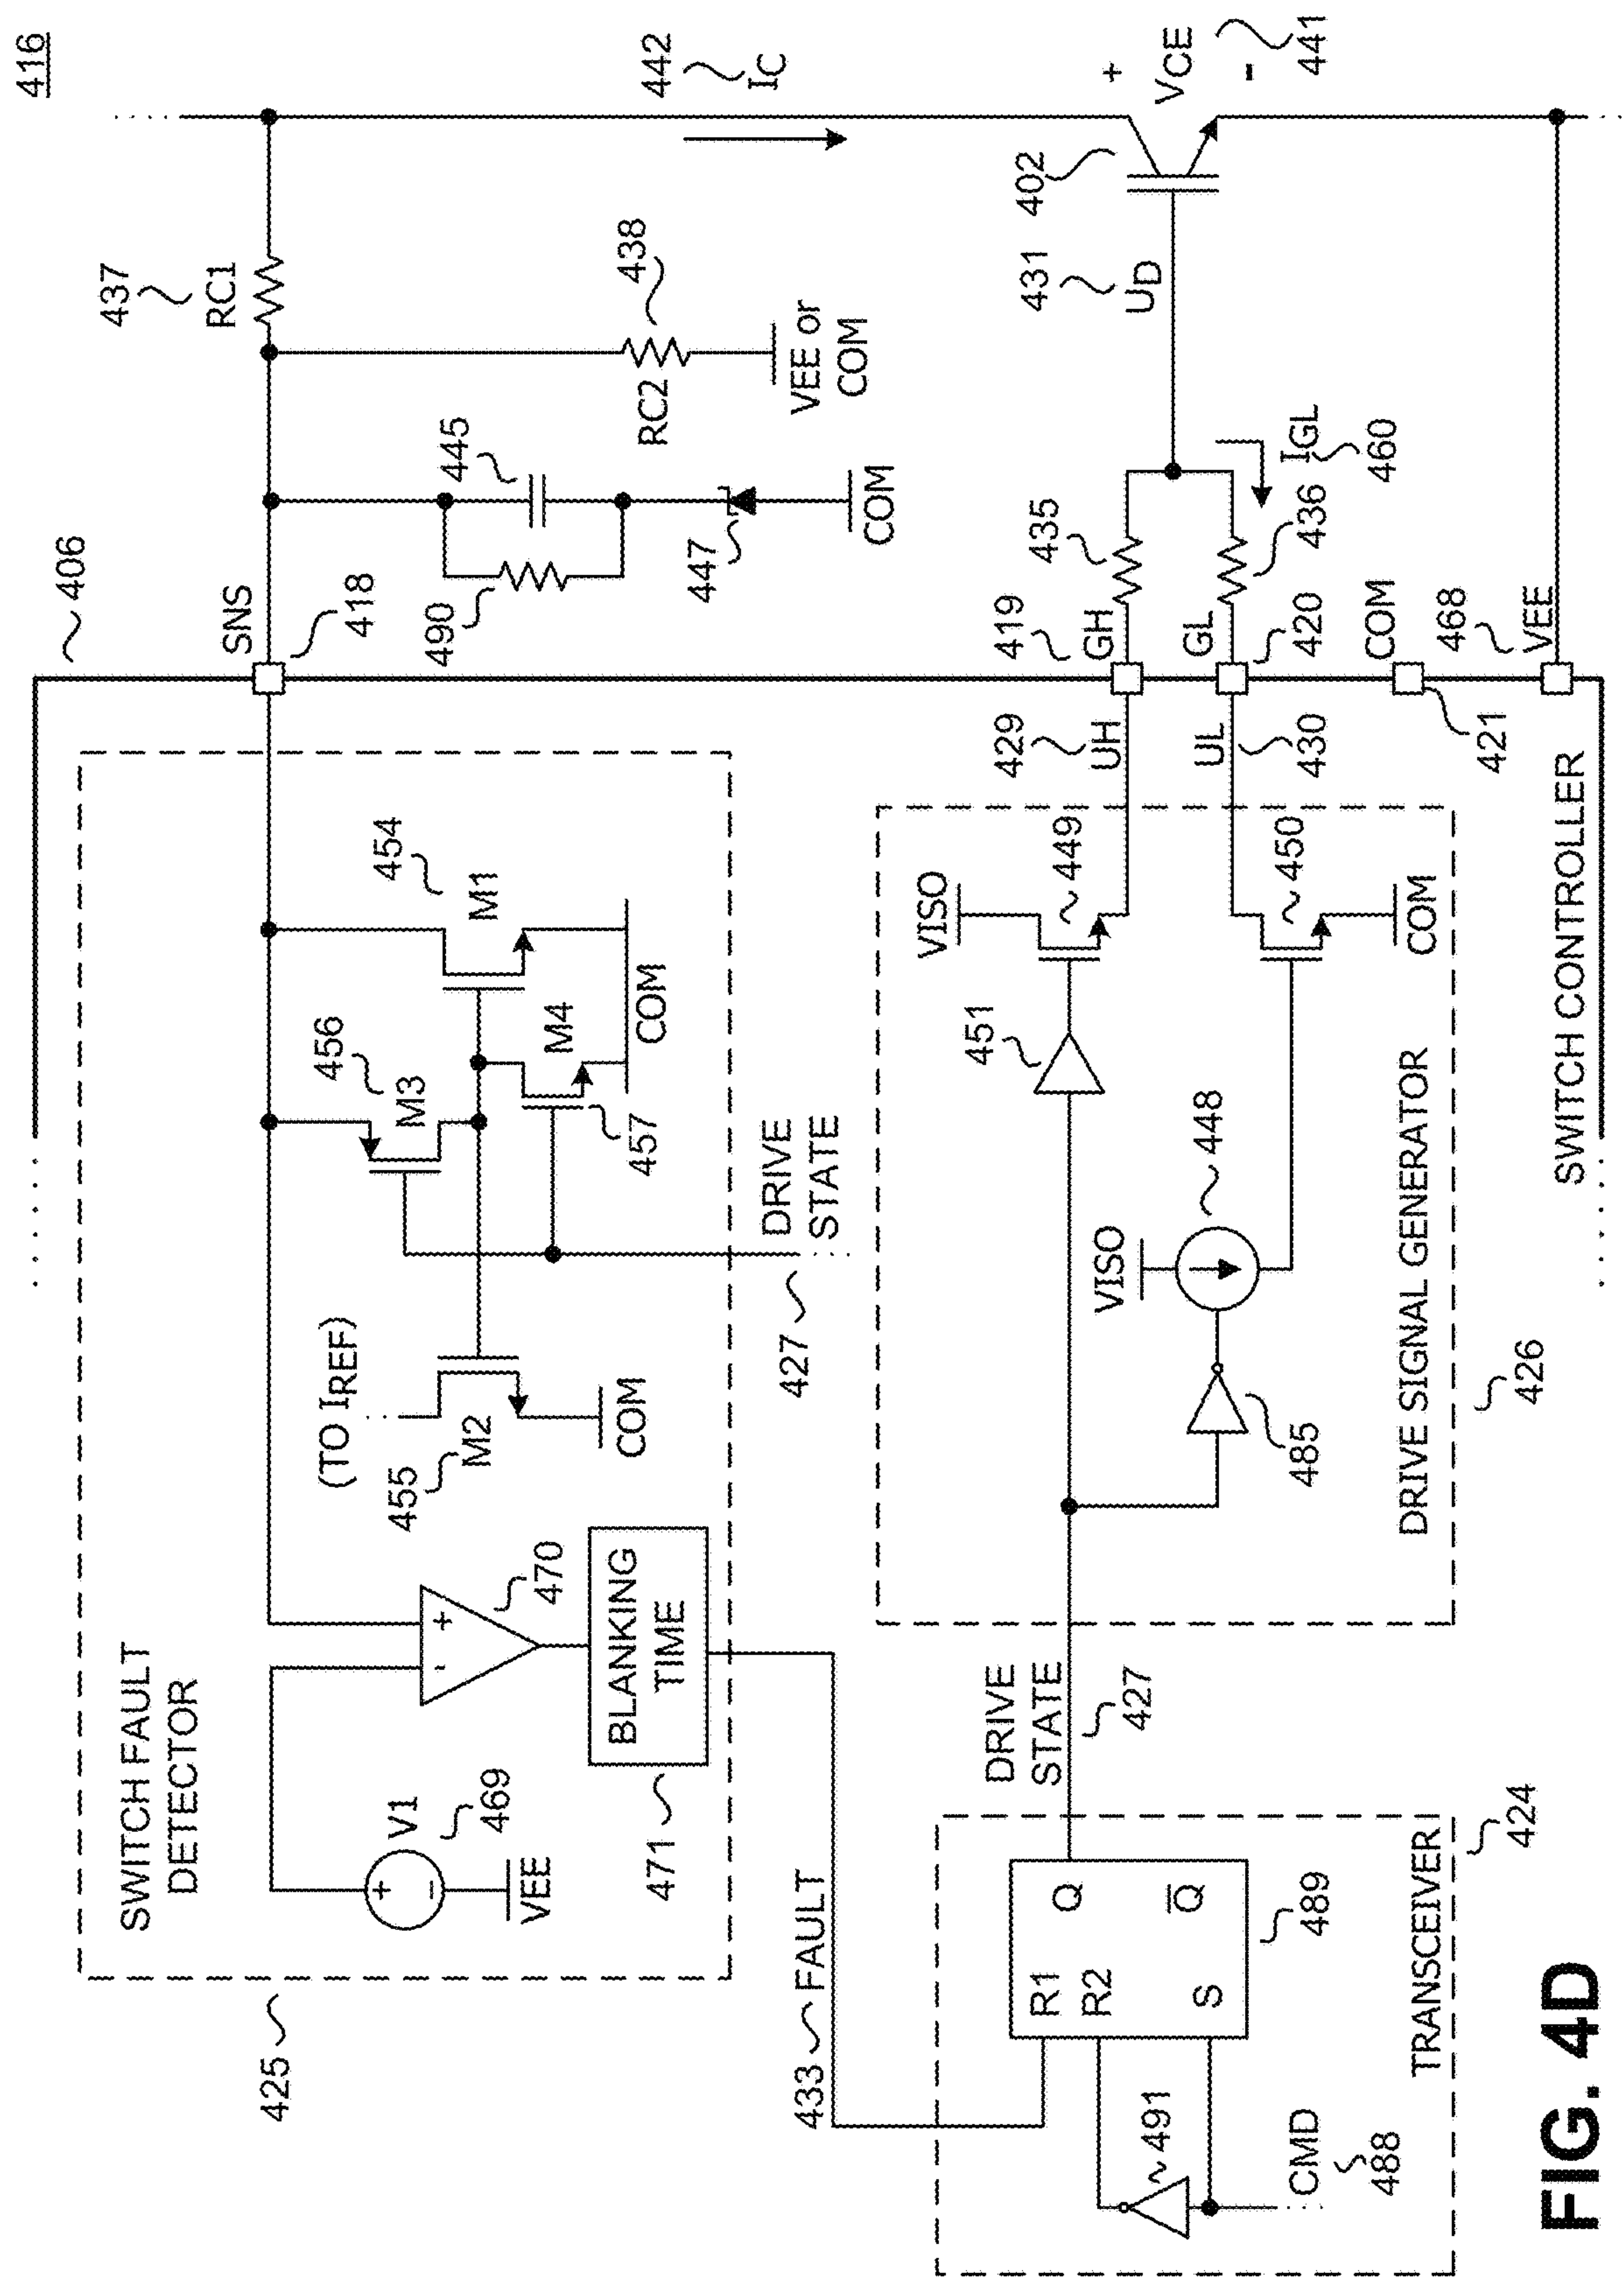 416
406
SNS
418
437
RC1
442
IC
438
RC2
VEE or
COM
445
490
447
COM
SWITCH FAULT
DETECTOR
425
V1
469
+
-
VEE
-
+
470
BLANKING
TIME
471
(TO IREF)
455
M2
COM
456
M3
454
M1
M4
457
COM
DRIVE
STATE
427
433
FAULT
DRIVE
STATE
427
R1
R2
S
Q
Q
489
491
CMD
488
TRANSCEIVER
424
VISO
451
449
VISO
448
485
450
COM
DRIVE SIGNAL GENERATOR
426
429
UH
UL
430
419
GH
435
GL
420
436
IGL
460
431
UD
402
+
VCE
-
441
COM
421
468
VEE
SWITCH CONTROLLER
FIG. 4D